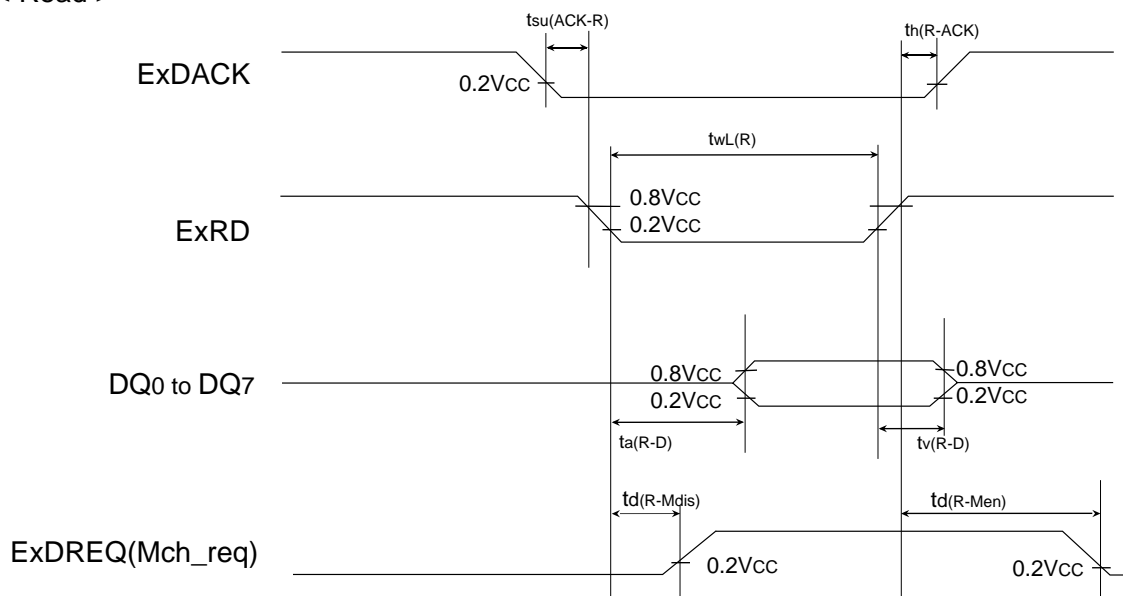 < Read >
tsu(ACK-R)
th(R-ACK)
ExDACK
0.2VCC
twL(R)
0.8VCC
ExRD
0.2VCC
DQ0 to DQ7
0.8VCC
0.8VCC
0.2VCC
0.2VCC
ta(R-D)
tv(R-D)
td(R-Mdis)
td(R-Men)
ExDREQ(Mch_req)
0.2VCC
0.2VCC